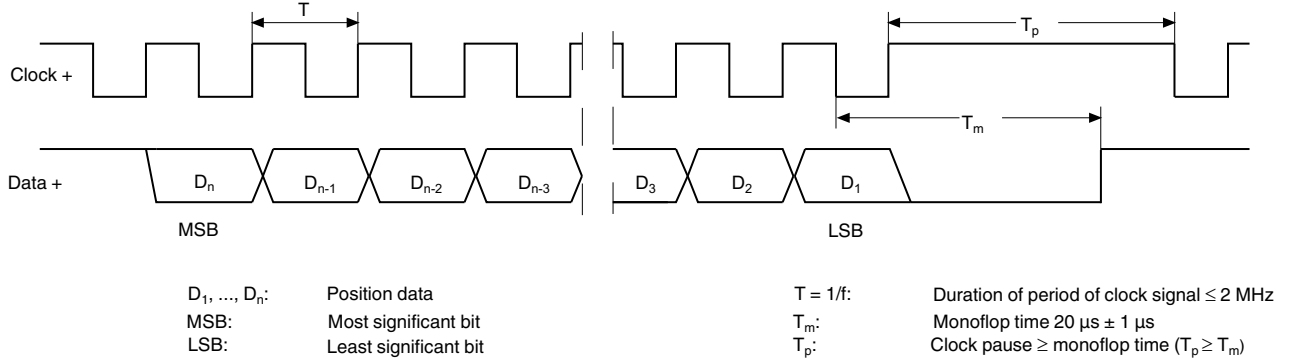 T
T_p
Clock +
T_m
Data +
D_n D_n-1 D_n-2 D_n-3 D_3 D_2 D_1
MSB LSB
D_1, ..., D_n: Position data
MSB: Most significant bit
LSB: Least significant bit
T = 1/f: Duration of period of clock signal ≤ 2 MHz
T_m: Monoflop time 20 µs ± 1 µs
T_p: Clock pause ≥ monoflop time (T_p ≥ T_m)